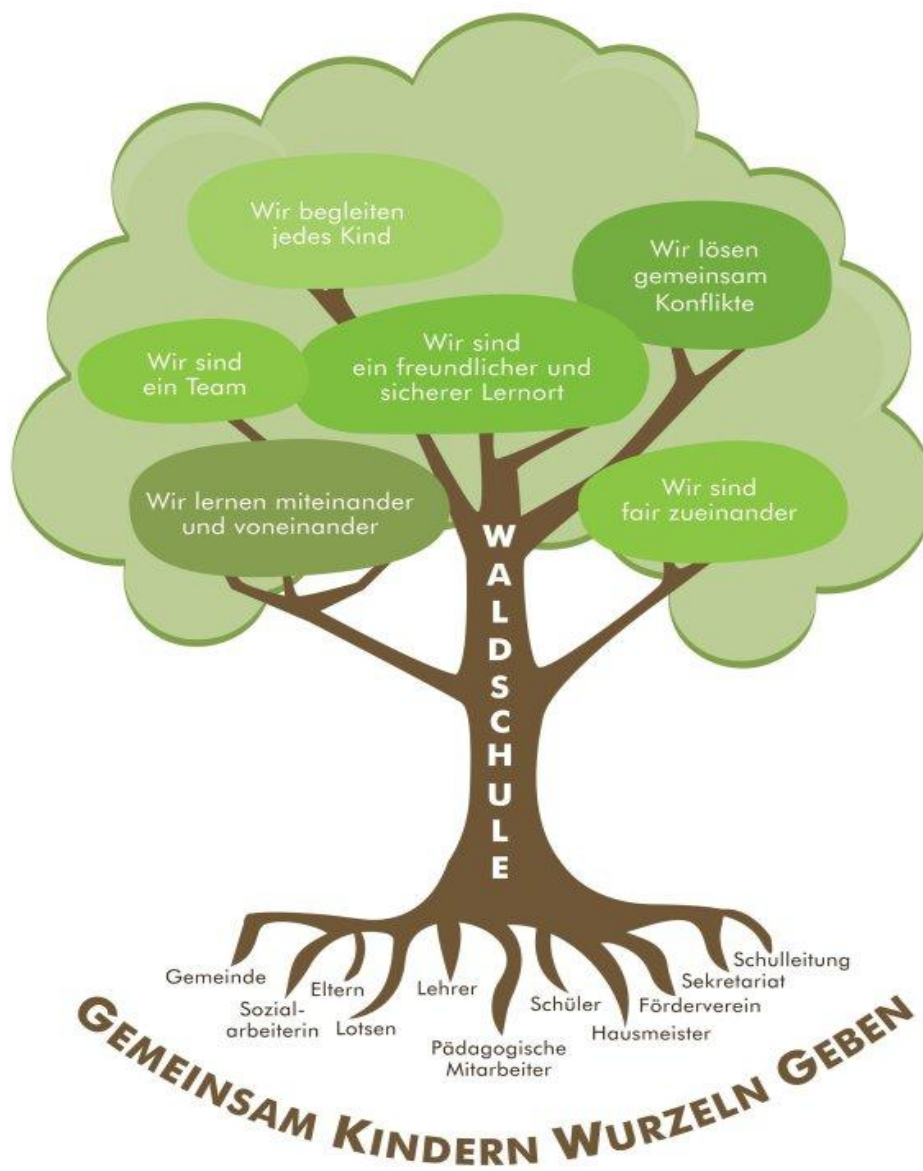 Wir begleiten
jedes Kind
Wir lösen
gemeinsam
Konflikte
Wir sind
ein Team
Wir sind
ein freundlicher und
sicherer Lernort
Wir lernen miteinander
und voneinander
Wir sind
fair zueinander
WALDSCHULE
Gemeinde
Sozial-
arbeiterin
Eltern
Lotsen
Lehrer
Pädagogische
Mitarbeiter
Schüler
Hausmeister
Förderverein
Sekretariat
Schulleitung
GEMEINSAM KINDERN WURZELN GEBEN